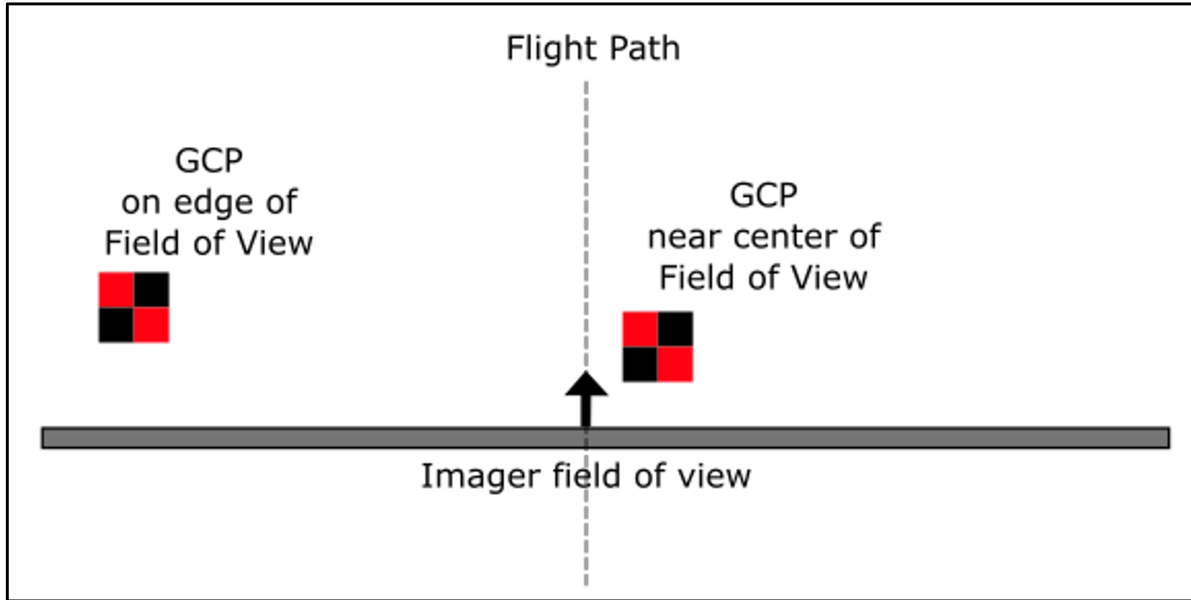 Flight Path
GCP
on edge of
Field of View
GCP
near center of
Field of View
Imager field of view